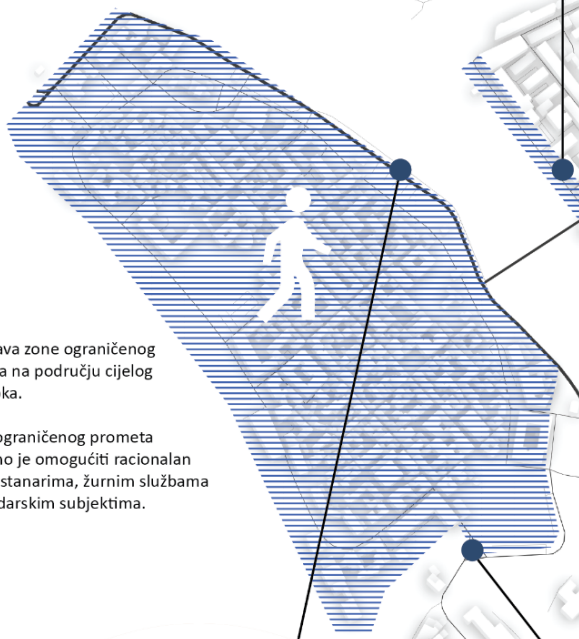 ava zone ograničenog
a na području cijelog
ka.
ograničenog prometa
no je omogućiti racionalan
stanarima, žurnim službama
darskim subjektima.